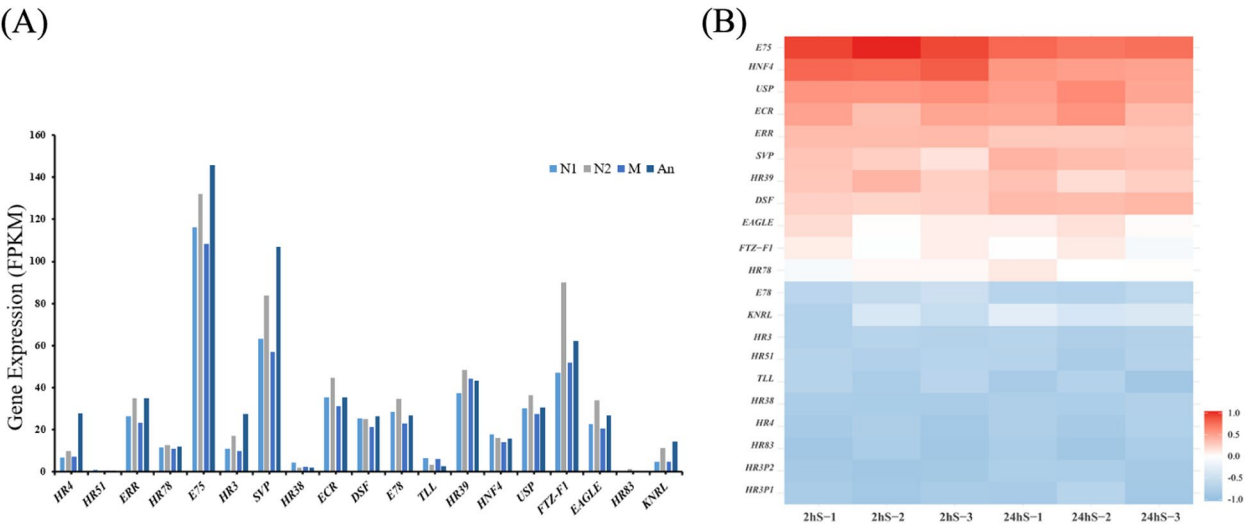 (A)
Gene Expression (FPKM)
160
140
120
100
80
60
40
20
0
N1 N2 M An
HR4 HR51 ERR HR78 E75 HR3 SVP HR38 ECR DSF E78 TLL HR39 HNF4 USP FTZ-F1 EAGLE HR83 KNRL
(B)
E75
HNF4
USP
ECR
ERR
SVP
HR39
DSF
EAGLE
FTZ-F1
HR78
E78
KNRL
HR3
HR51
TLL
HR38
HR4
HR83
HR3P2
HR3P1
2hS-1 2hS-2 2hS-3 24hS-1 24hS-2 24hS-3
1.0
0.5
0.0
-0.5
-1.0